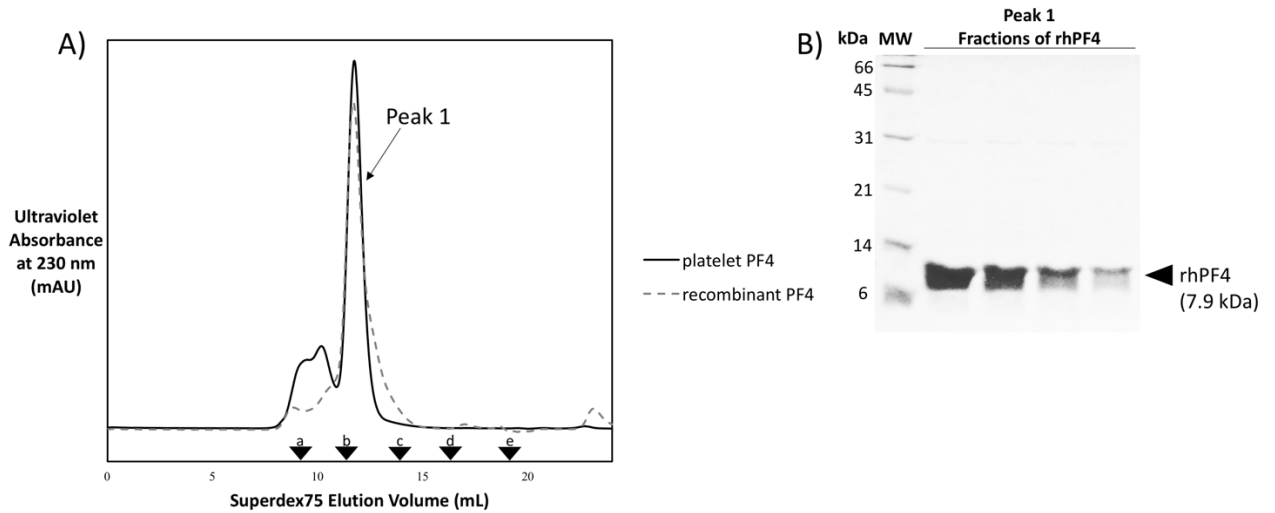 A)
Peak 1
Ultraviolet
Absorbance
at 230 nm
(mAU)
platelet PF4
recombinant PF4
a b c d e
0 5 10 15 20
Superdex75 Elution Volume (mL)
B)
Peak 1
Fractions of rhPF4
kDa MW
66
45
31
21
14
6
rhPF4
(7.9 kDa)